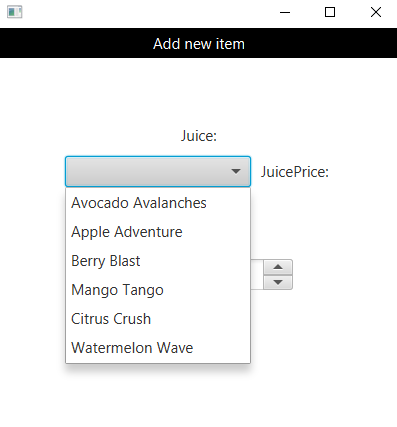 Add new item
Juice:
JuicePrice:
Avocado Avalanches
Apple Adventure
Berry Blast
Mango Tango
Citrus Crush
Watermelon Wave